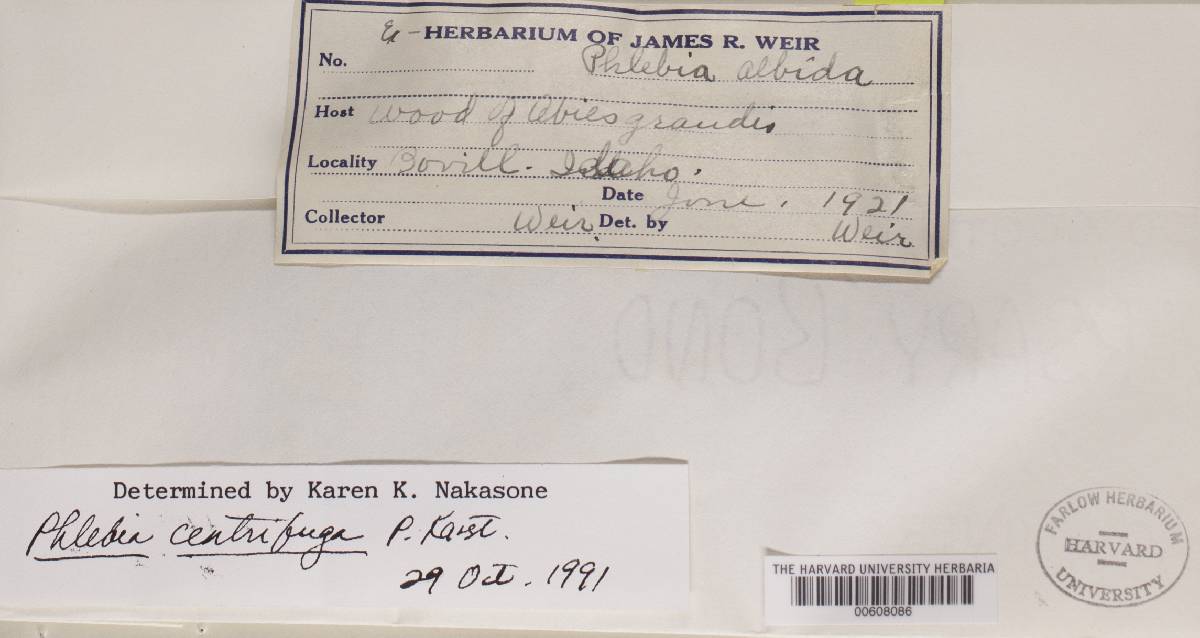 Ex-HERBARIUM OF JAMES R. WEIR
No. Phlebia albida
Host Wood of Abies grandis
Locality Bovill - Idaho.
Date June. 1921
Collector Weir. Det. by Weir
BOND
Determined by Karen K. Nakasone
Phlebia centrifuga P. Karst.
29 Oct. 1991
THE HARVARD UNIVERSITY HERBARIA
00608086
FARLOW HERBARIUM
HARVARD
UNIVERSITY